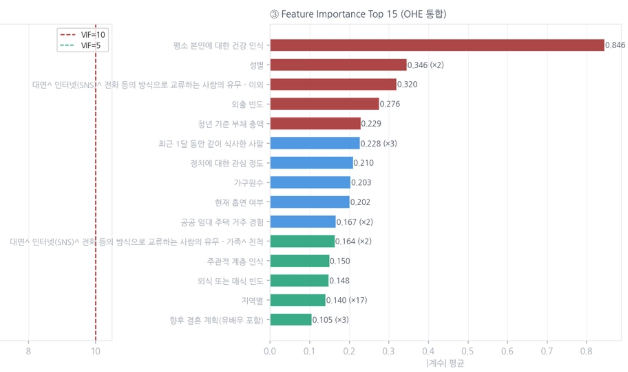 ③ Feature Importance Top 15 (OHE 통합)
VIF=10
VIF=5
평소 본인에 대한 건강 인식
0.846
성별
0.346 (×2)
대면^ 인터넷(SNS)^ 전화 등의 방식으로 교류하는 사람의 유무 - 이외
0.320
외출 빈도
0.276
청년 기준 부채 총액
0.229
최근 1달 동안 같이 식사한 사람
0.228 (×3)
정치에 대한 관심 정도
0.210
가구원수
0.203
현재 흡연 여부
0.202
공공 임대 주택 거주 경험
0.167 (×2)
대면^ 인터넷(SNS)^ 전화 등의 방식으로 교류하는 사람의 유무 - 가족^ 친척
0.164 (×2)
주관적 계층 인식
0.150
외식 또는 매식 빈도
0.148
지역별
0.140 (×17)
향후 결혼 계획(유배우 포함)
0.105 (×3)
8
10
0.0
0.1
0.2
0.3
0.4
0.5
0.6
0.7
0.8
|계수| 평균